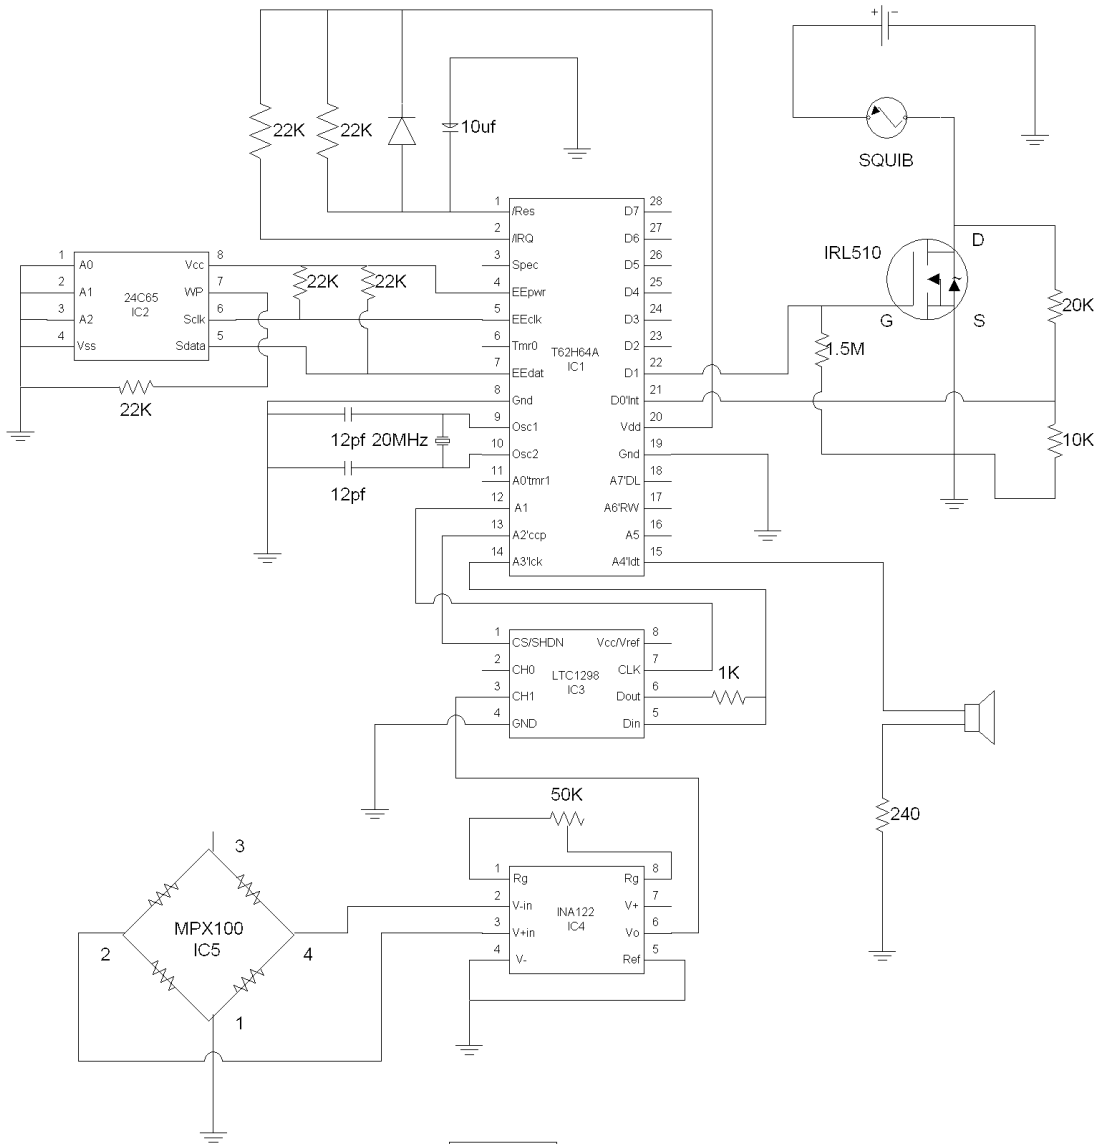 + −
22K
22K
10uf
SQUIB
1 /Res D7 28
2 /IRQ D6 27
3 Spec D5 26
4 EEpwr D4 25
5 EEclk D3 24
6 Tmr0 D2 23
7 EEdat D1 22
8 Gnd D0'Int 21
9 Osc1 Vdd 20
10 Osc2 Gnd 19
11 A0'tmr1 A7'DL 18
12 A1 A6'RW 17
13 A2'ccp A5 16
14 A3'lck A4'ldt 15
T62H64A
IC1
IRL510
D
G
S
20K
1.5M
10K
1 A0 Vcc 8
2 A1 WP 7
3 A2 Sclk 6
4 Vss Sdata 5
24C65
IC2
22K
22K
22K
12pf
20MHz
12pf
1 CS/SHDN Vcc/Vref 8
2 CH0 CLK 7
3 CH1 Dout 6
4 GND Din 5
LTC1298
IC3
1K
240
50K
1 Rg Rg 8
2 V-in V+ 7
3 V+in Vo 6
4 V- Ref 5
INA122
IC4
3
MPX100
IC5
2
4
1